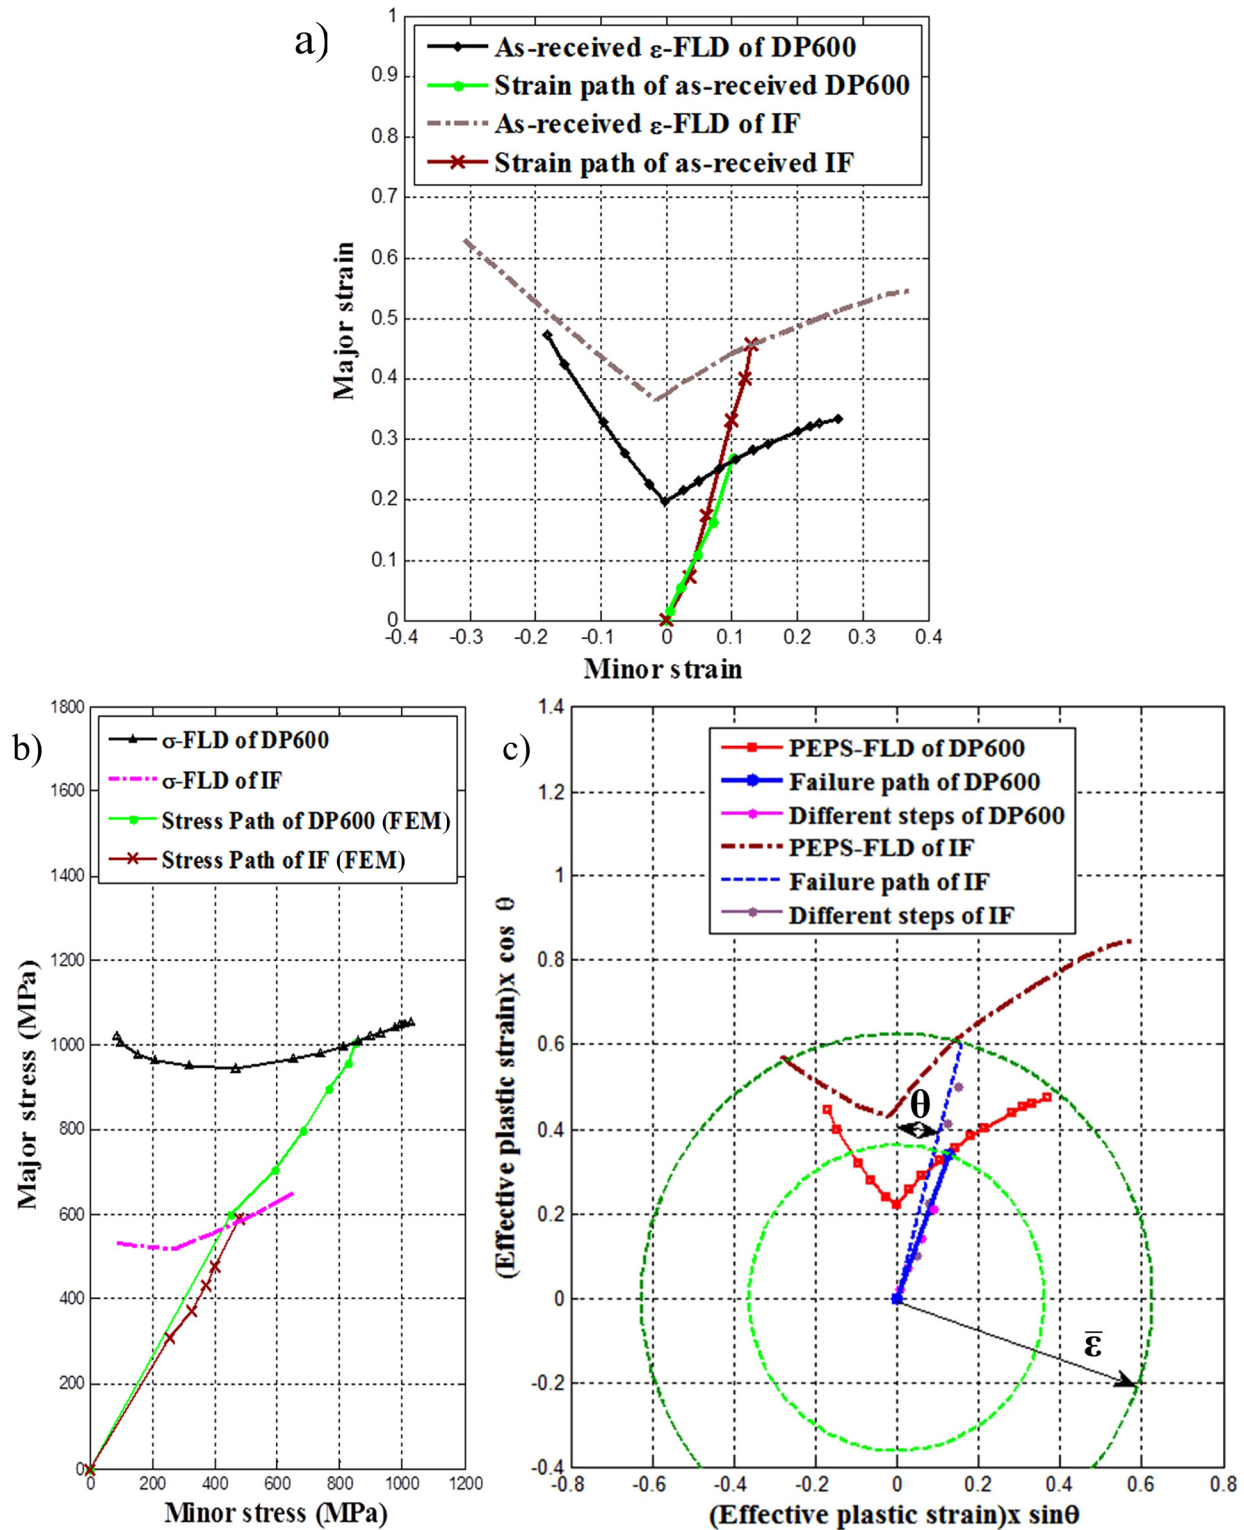 a)
As-received ε-FLD of DP600
Strain path of as-received DP600
As-received ε-FLD of IF
Strain path of as-received IF
1
0.9
0.8
0.7
0.6
0.5
0.4
0.3
0.2
0.1
0
Major strain
-0.4 -0.3 -0.2 -0.1 0 0.1 0.2 0.3 0.4
Minor strain
b)
σ-FLD of DP600
σ-FLD of IF
Stress Path of DP600 (FEM)
Stress Path of IF (FEM)
1800
1600
1400
1200
1000
800
600
400
200
0
Major stress (MPa)
0 200 400 600 800 1000 1200
Minor stress (MPa)
c)
PEPS-FLD of DP600
Failure path of DP600
Different steps of DP600
PEPS-FLD of IF
Failure path of IF
Different steps of IF
1.4
1.2
1
0.8
0.6
0.4
0.2
0
-0.2
-0.4
(Effective plastic strain)x cos θ
θ
ε̄
-0.8 -0.6 -0.4 -0.2 0 0.2 0.4 0.6 0.8
(Effective plastic strain)x sinθ